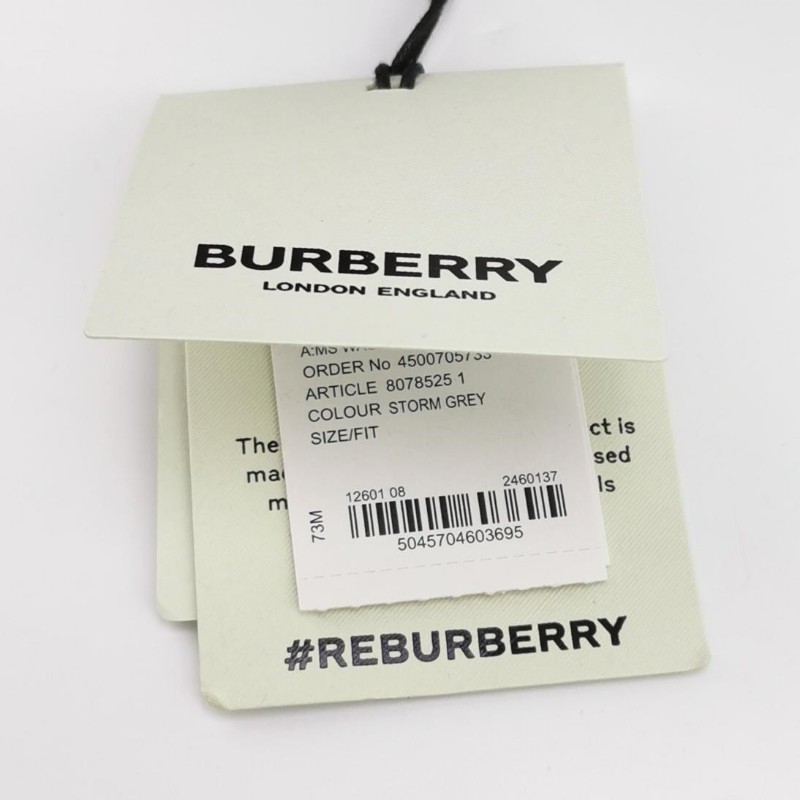 BURBERRY
LONDON ENGLAND
A:MS
ORDER No 4500705733
ARTICLE 8078525 1
COLOUR STORM GREY
SIZE/FIT
The ct is
sed
ls
73M
12601 08 2460137
5045704603695
#REBURBERRY